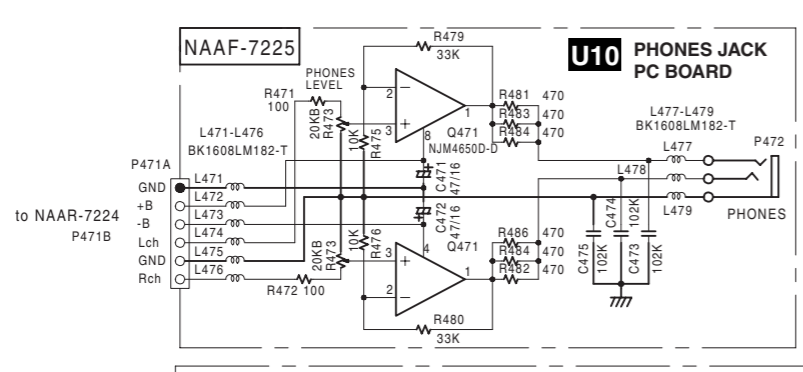 NAAF-7225
R479
33K
U10 PHONES JACK
PC BOARD
PHONES
LEVEL
R471
100
20KB
R473
10K
R475
2
3
1
8
Q471
NJM4650D-D
R481 470
R483 470
R484 470
L477-L479
BK1608LM182-T
L471-L476
BK1608LM182-T
P471A
GND L471
+B L472
-B L473
Lch L474
GND L475
Rch L476
to NAAR-7224
P471B
C471
47/16
C472
47/16
L477
L478
L479
P472
PHONES
20KB
R473
10K
R476
3
2
4
1
Q471
R486 470
R484 470
R482 470
R472 100
R480
33K
C475
102K
C474
102K
C473
102K